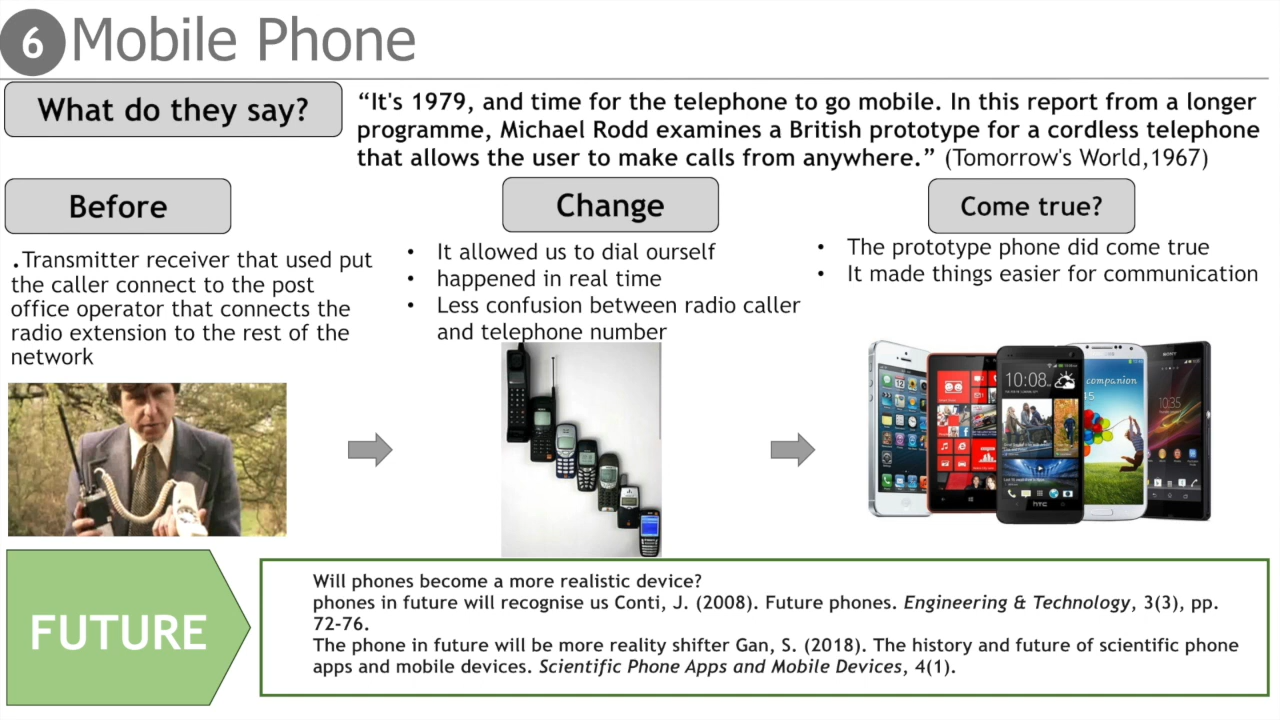 6 Mobile Phone
What do they say?
“It's 1979, and time for the telephone to go mobile. In this report from a longer
programme, Michael Rodd examines a British prototype for a cordless telephone
that allows the user to make calls from anywhere.” (Tomorrow's World,1967)
Before
.Transmitter receiver that used put
the caller connect to the post
office operator that connects the
radio extension to the rest of the
network
Change
• It allowed us to dial ourself
• happened in real time
• Less confusion between radio caller
and telephone number
Come true?
• The prototype phone did come true
• It made things easier for communication
10:08
hTC
companion
SONY
10:35
FUTURE
Will phones become a more realistic device?
phones in future will recognise us Conti, J. (2008). Future phones. Engineering & Technology, 3(3), pp.
72-76.
The phone in future will be more reality shifter Gan, S. (2018). The history and future of scientific phone
apps and mobile devices. Scientific Phone Apps and Mobile Devices, 4(1).